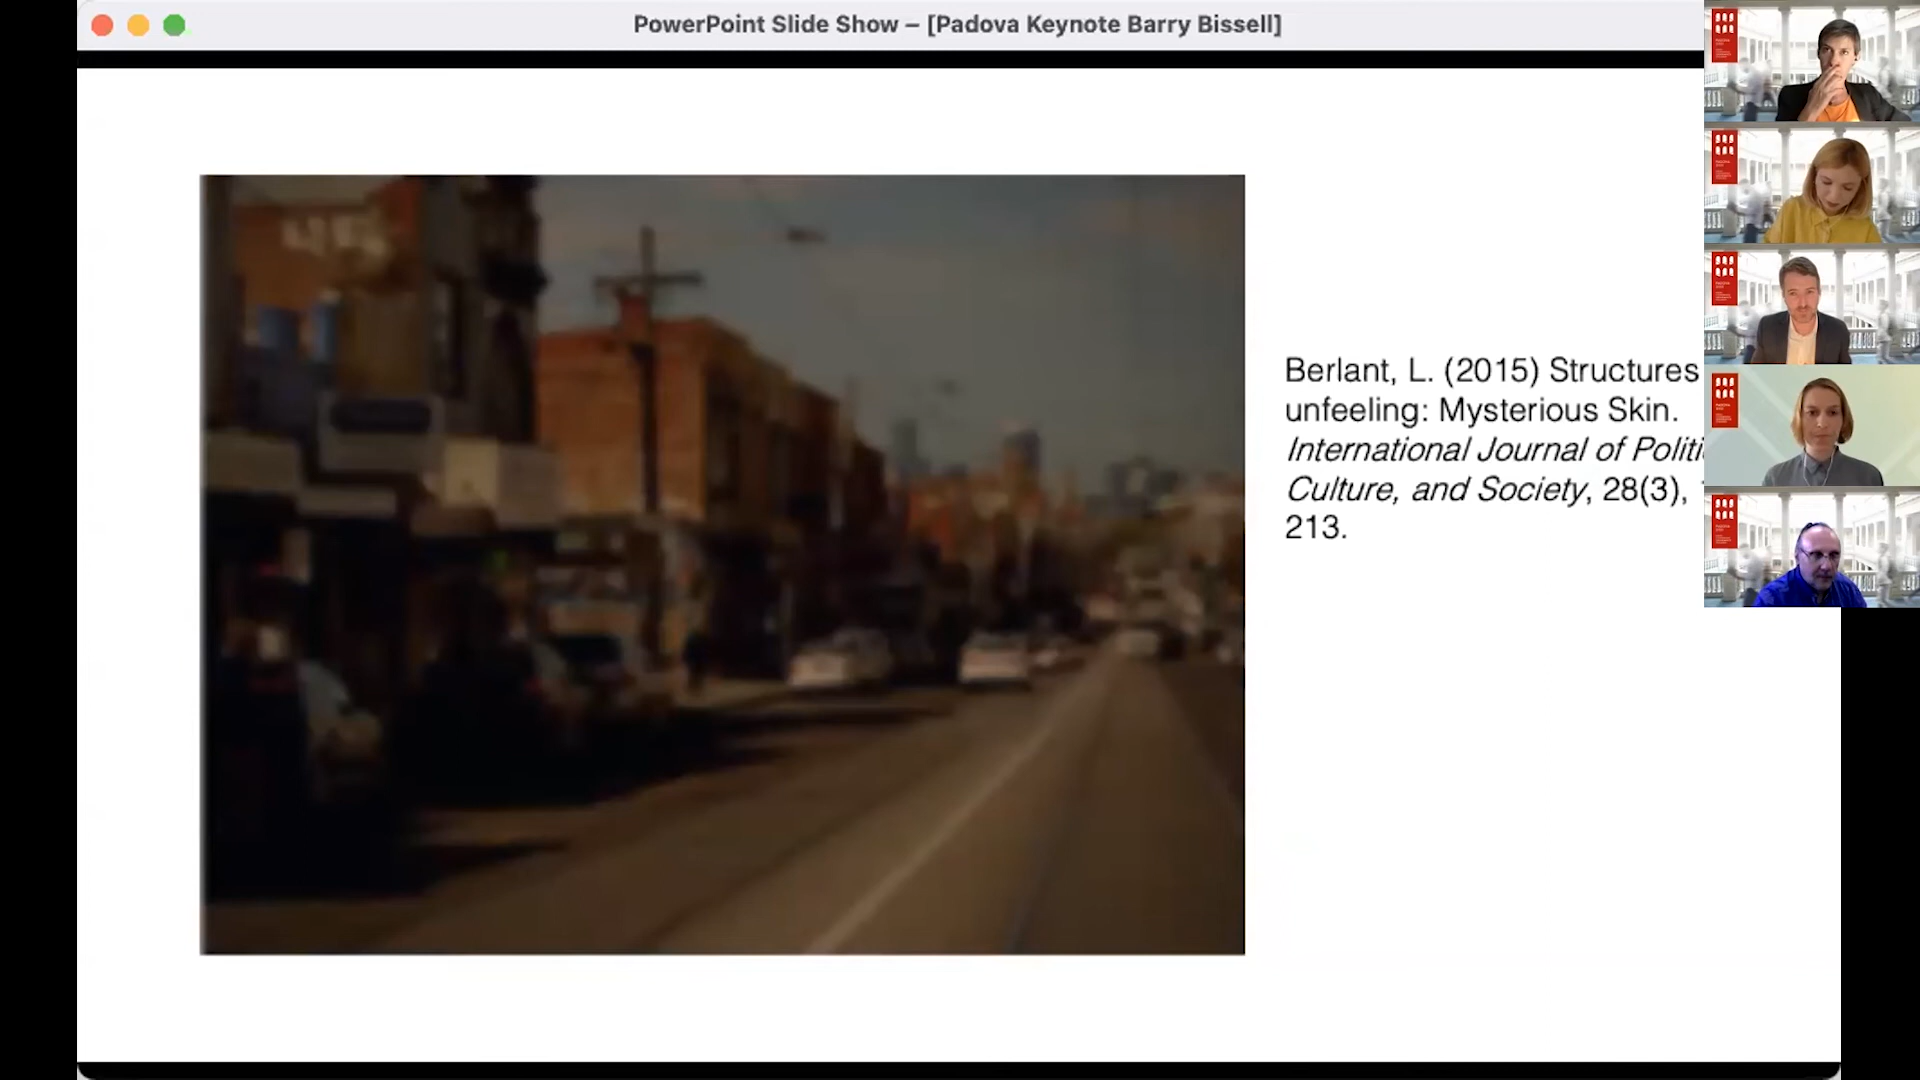 PowerPoint Slide Show – [Padova Keynote Barry Bissell]
Berlant, L. (2015) Structures
unfeeling: Mysterious Skin.
International Journal of
Culture, and Society, 28(3),
213.